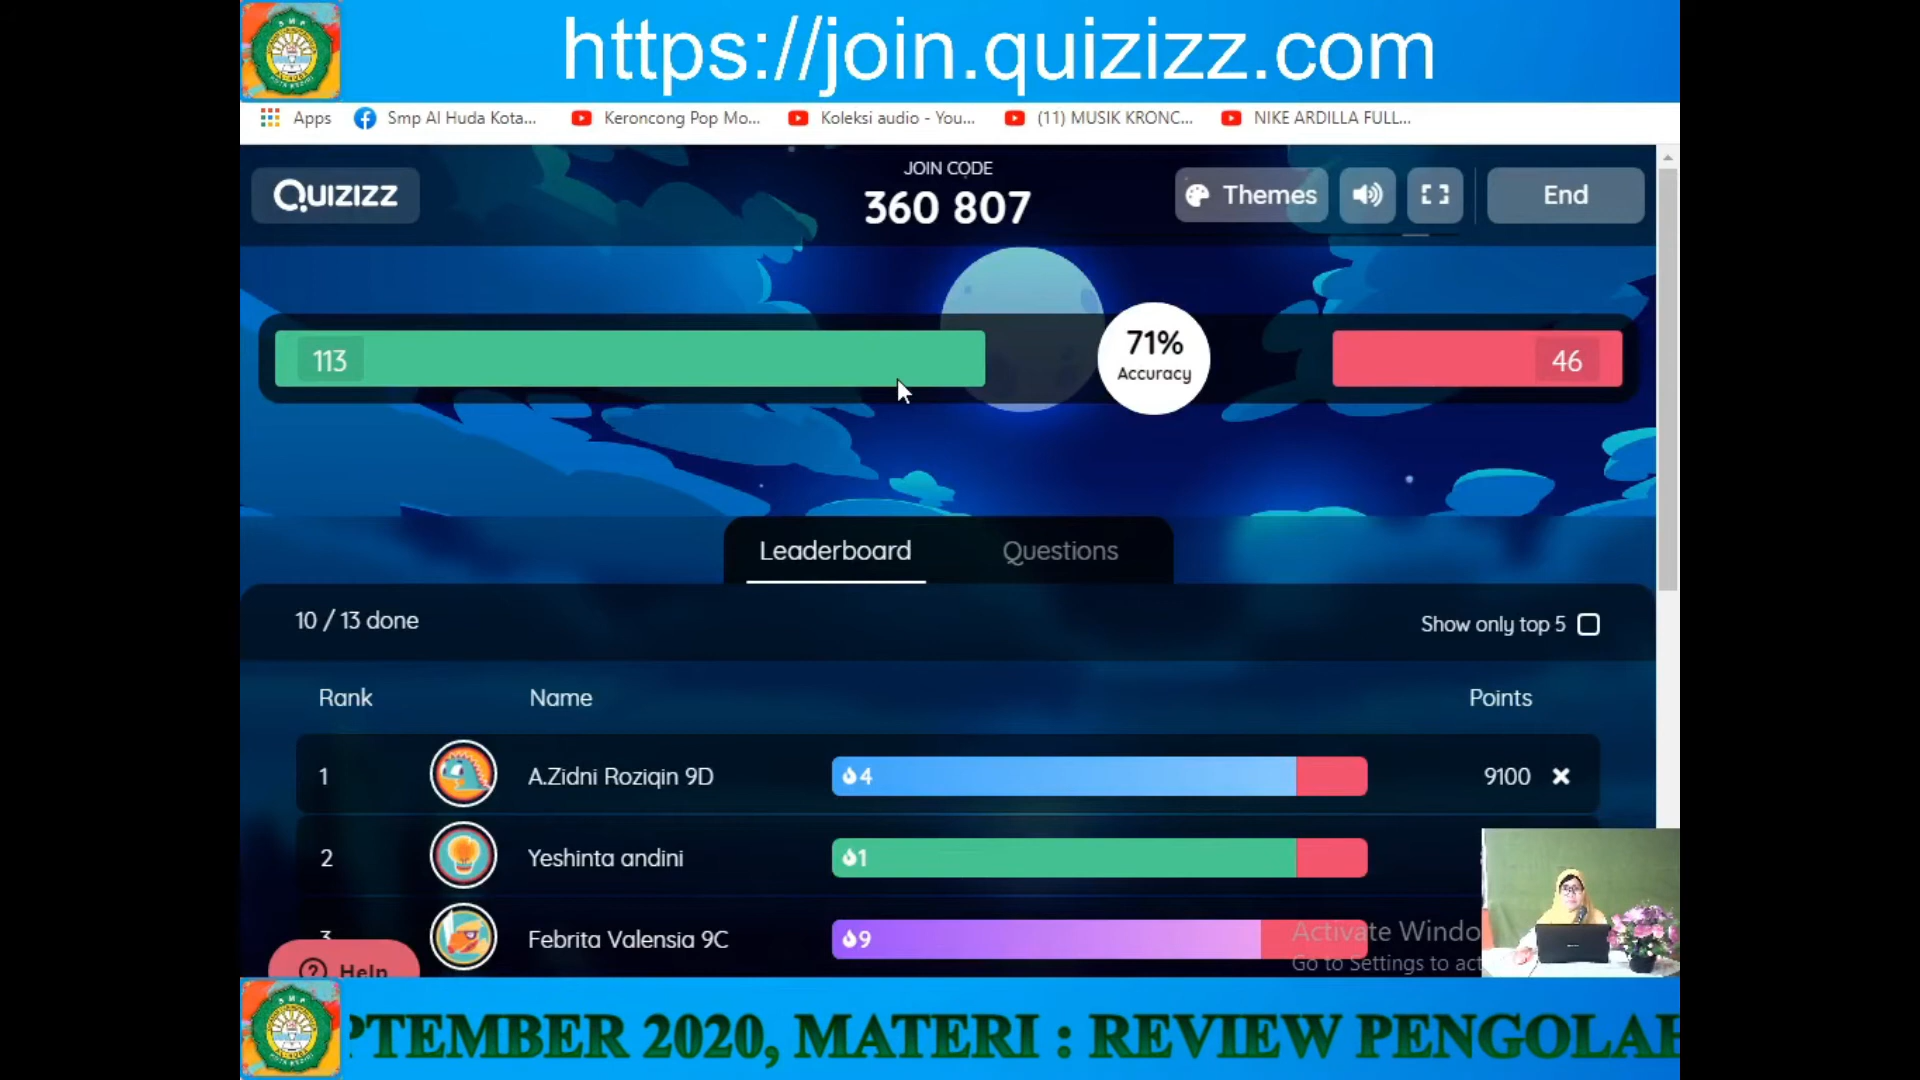 https://join.quizizz.com
Apps
Smp Al Huda Kota...
Keroncong Pop Mo...
Koleksi audio - You...
(11) MUSIK KRONC...
NIKE ARDILLA FULL...
QUIZIZZ
JOIN CODE
360 807
Themes
End
113
71%
Accuracy
46
Leaderboard
Questions
10 / 13 done
Show only top 5
Rank
Name
Points
1
A.Zidni Roziqin 9D
4
9100
2
Yeshinta andini
1
3
Febrita Valensia 9C
9
Activate Windo
Go to Settings to act
Help
PTEMBER 2020, MATERI : REVIEW PENGOLAH